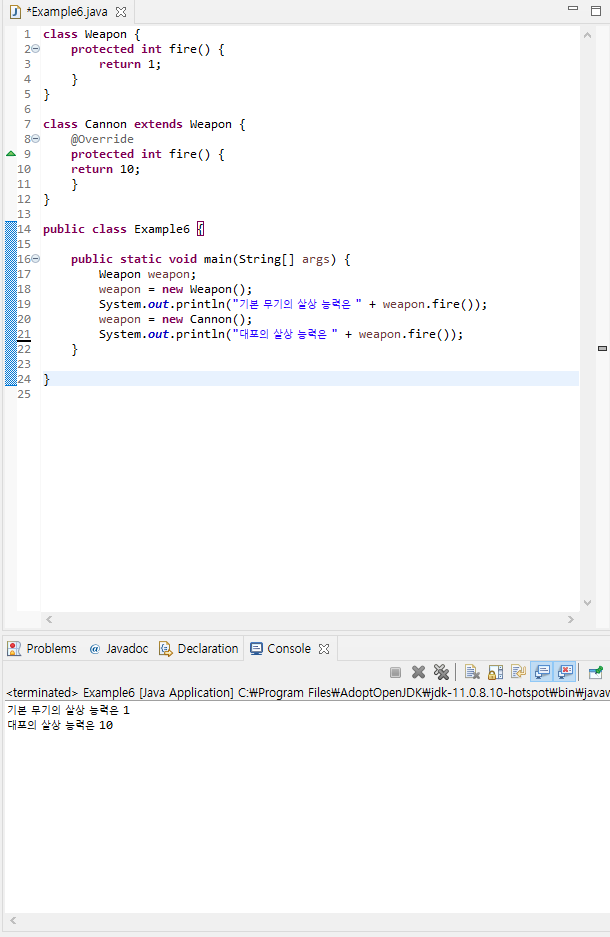 *Example6.java
1 class Weapon {
2 protected int fire() {
3 return 1;
4 }
5 }
6
7 class Cannon extends Weapon {
8 @Override
9 protected int fire() {
10 return 10;
11 }
12 }
13
14 public class Example6 {
15
16 public static void main(String[] args) {
17 Weapon weapon;
18 weapon = new Weapon();
19 System.out.println("기본 무기의 살상 능력은 " + weapon.fire());
20 weapon = new Cannon();
21 System.out.println("대포의 살상 능력은 " + weapon.fire());
22 }
23
24 }
25
Problems @ Javadoc Declaration Console
<terminated> Example6 [Java Application] C:₩Program Files₩AdoptOpenJDK₩jdk-11.0.8.10-hotspot₩bin₩javaw
기본 무기의 살상 능력은 1
대포의 살상 능력은 10